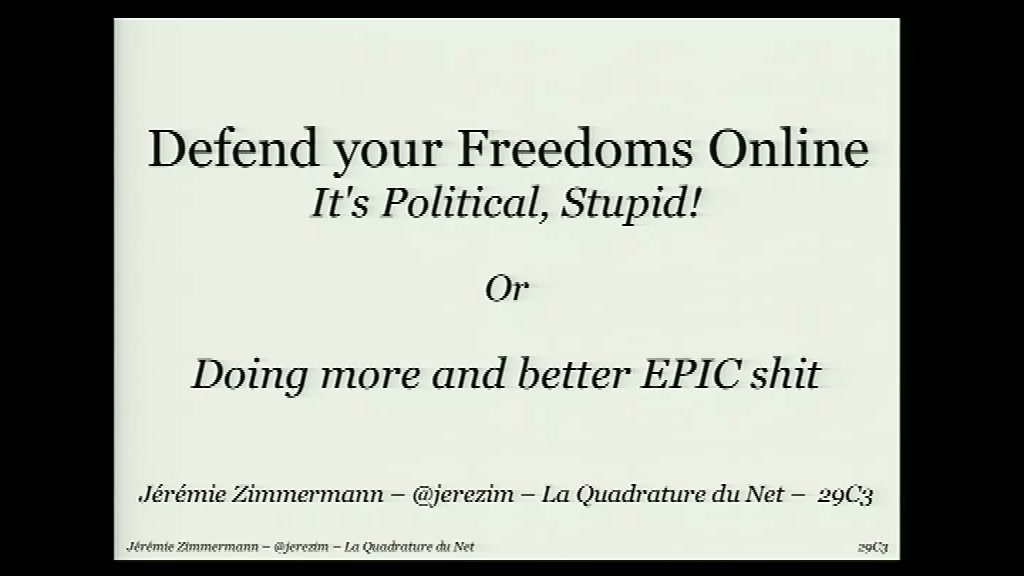 Defend your Freedoms Online
It's Political, Stupid!
Or
Doing more and better EPIC shit
Jérémie Zimmermann – @jerezim – La Quadrature du Net – 29C3
Jérémie Zimmermann – @jerezim – La Quadrature du Net 29C3